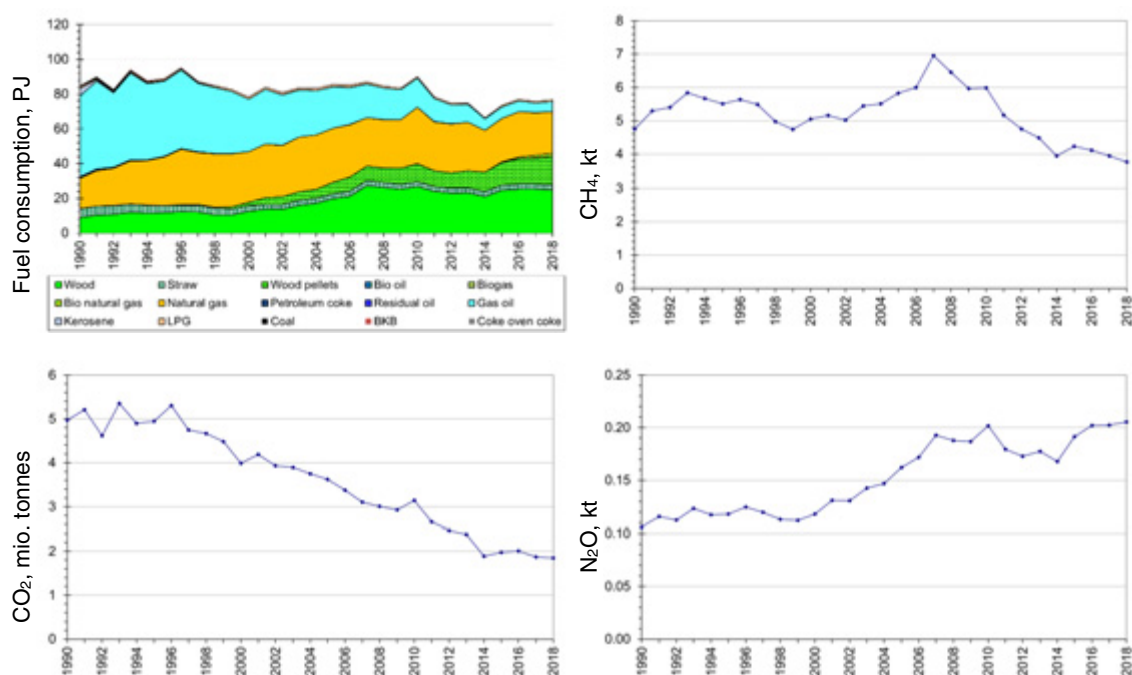 Fuel consumption, PJ
120
100
80
60
40
20
0
1990 1992 1994 1996 1998 2000 2002 2004 2006 2008 2010 2012 2014 2016 2018
Wood Straw Wood pellets Bio oil Biogas
Bio natural gas Natural gas Petroleum coke Residual oil Gas oil
Kerosene LPG Coal BKB Coke oven coke
CH₄, kt
8
7
6
5
4
3
2
1
0
1990 1992 1994 1996 1998 2000 2002 2004 2006 2008 2010 2012 2014 2016 2018
CO₂, mio. tonnes
6
5
4
3
2
1
0
1990 1992 1994 1996 1998 2000 2002 2004 2006 2008 2010 2012 2014 2016 2018
N₂O, kt
0.25
0.20
0.15
0.10
0.05
0.00
1990 1992 1994 1996 1998 2000 2002 2004 2006 2008 2010 2012 2014 2016 2018